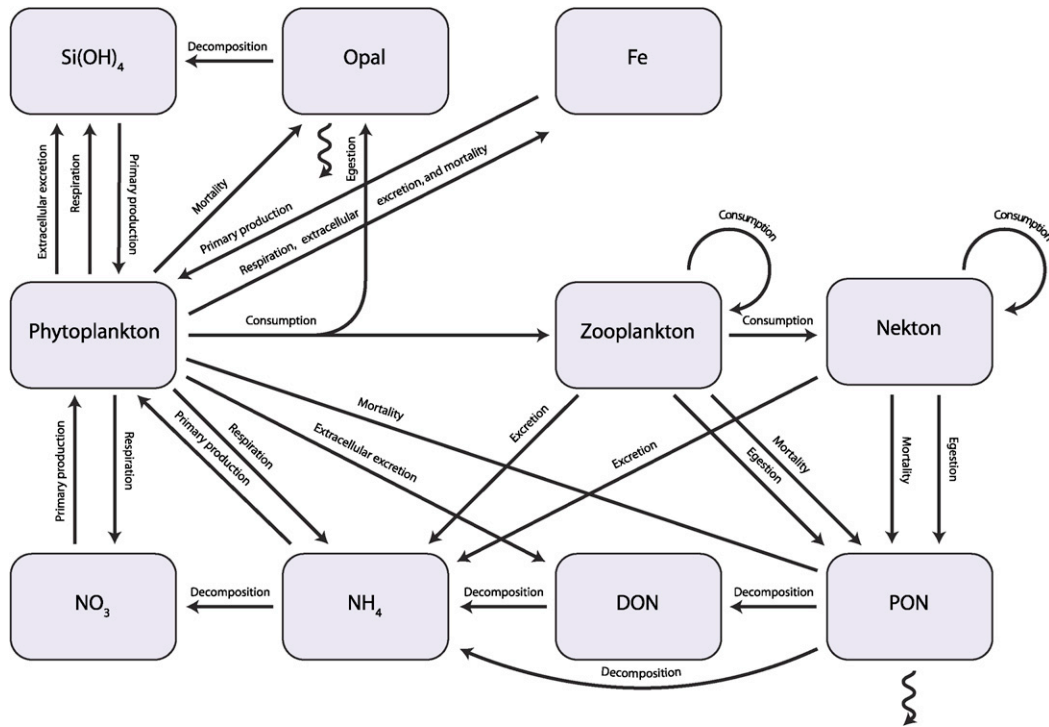 Si(OH)₄
Decomposition
Opal
Fe
Extracellular excretion
Respiration
Primary production
Mortality
Egestion
Primary production
Respiration, extracellular excretion, and mortality
Consumption
Consumption
Phytoplankton
Consumption
Zooplankton
Consumption
Nekton
Primary production
Respiration
Primary production
Respiration
Mortality
Extracellular excretion
Excretion
Excretion
Egestion
Mortality
Mortality
Egestion
NO₃
Decomposition
NH₄
Decomposition
DON
Decomposition
PON
Decomposition